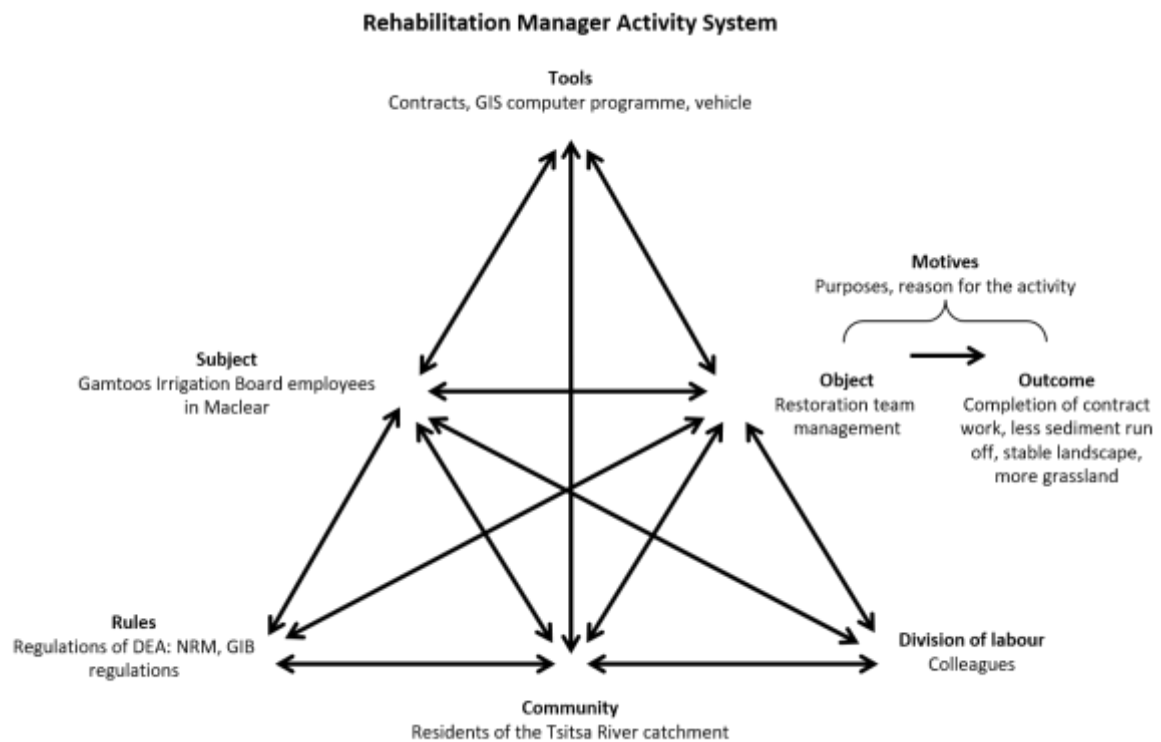 Rehabilitation Manager Activity System
Tools
Contracts, GIS computer programme, vehicle
Motives
Purposes, reason for the activity
Subject
Gamtoos Irrigation Board employees
in Maclear
Object
Restoration team
management
Outcome
Completion of contract
work, less sediment run
off, stable landscape,
more grassland
Rules
Regulations of DEA: NRM, GIB
regulations
Division of labour
Colleagues
Community
Residents of the Tsitsa River catchment